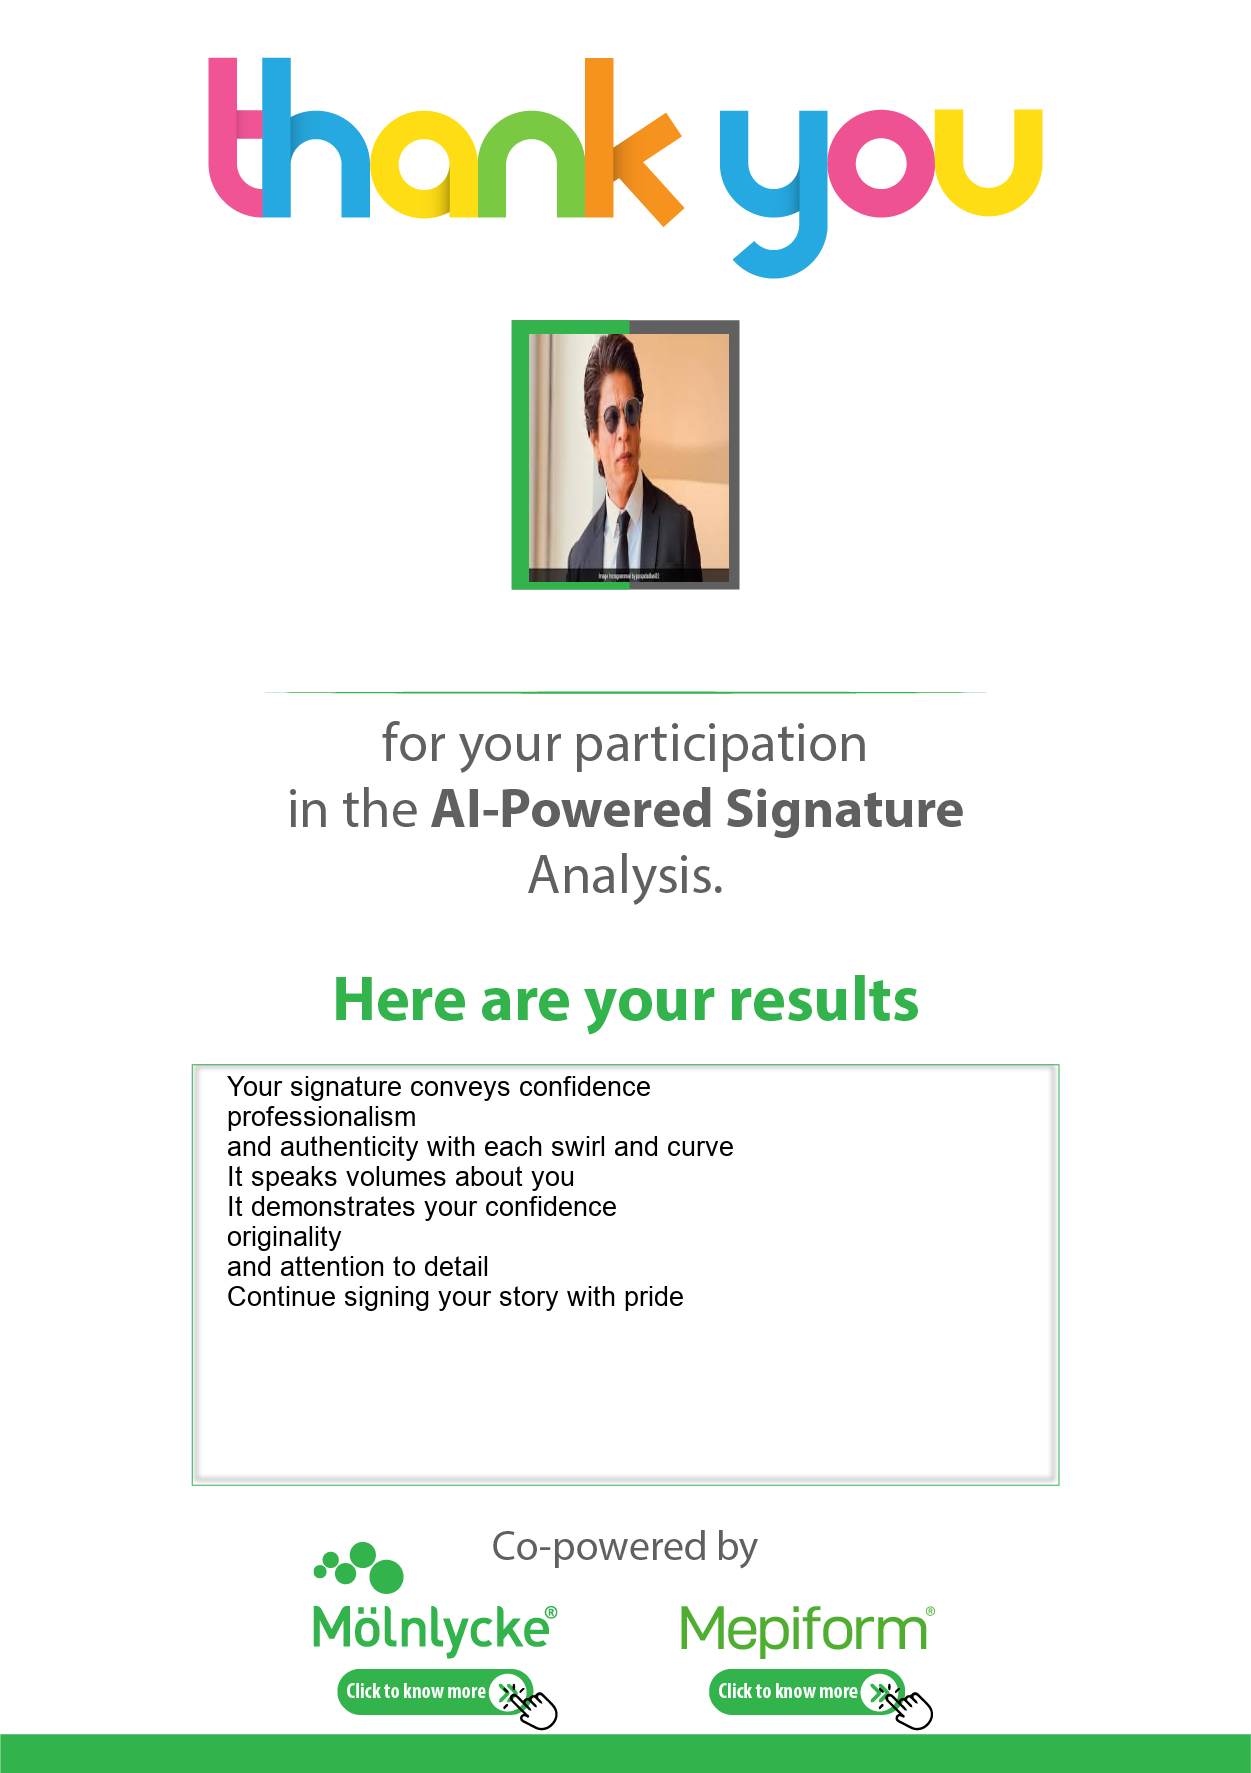 thank you
for your participation
in the AI-Powered Signature
Analysis.
Here are your results
Your signature conveys confidence
professionalism
and authenticity with each swirl and curve
It speaks volumes about you
It demonstrates your confidence
originality
and attention to detail
Continue signing your story with pride
Co-powered by
Mölnlycke®
Mepiform®
Click to know more
Click to know more